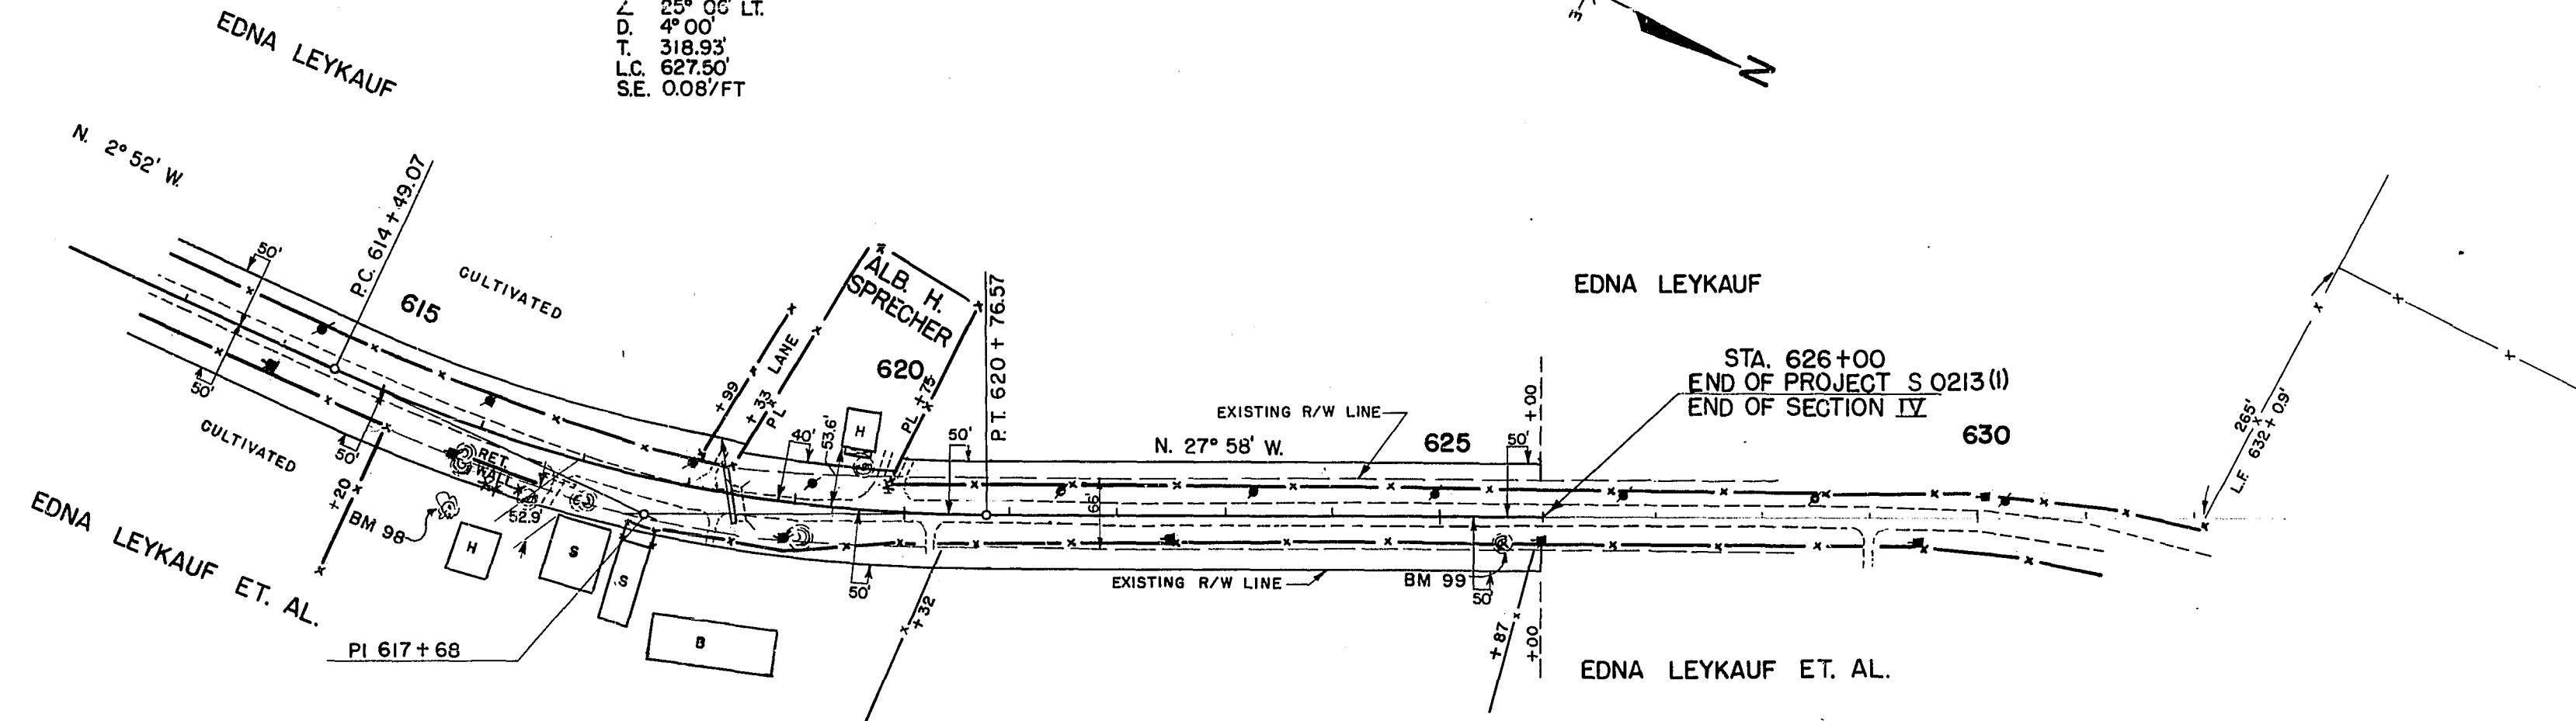 ∠ 25° 06' LT.
D. 4° 00'
T. 318.93'
L.C. 627.50'
S.E. 0.08'/FT
N
EDNA LEYKAUF
N. 2° 52' W.
P.C. 614 + 49.07
50'
615
CULTIVATED
50'
CULTIVATED
50'
+20
EDNA LEYKAUF ET. AL.
BM 98
RET.
WALL
52.9'
H
S
S
B
PI 617 + 68
+99
LANE
+33
PL
ALB. H.
SPRECHER
620
PL +75
40'
53.6'
H
50'
P.T. 620 + 76.57
50'
+32
66'
EXISTING R/W LINE
N. 27° 58' W.
625
50'
+00
EXISTING R/W LINE
BM 99
50'
+87
+00
EDNA LEYKAUF
STA. 626+00
END OF PROJECT S 0213 (1)
END OF SECTION IV
630
EDNA LEYKAUF ET. AL.
265'
L.F. 632 + 0.9'